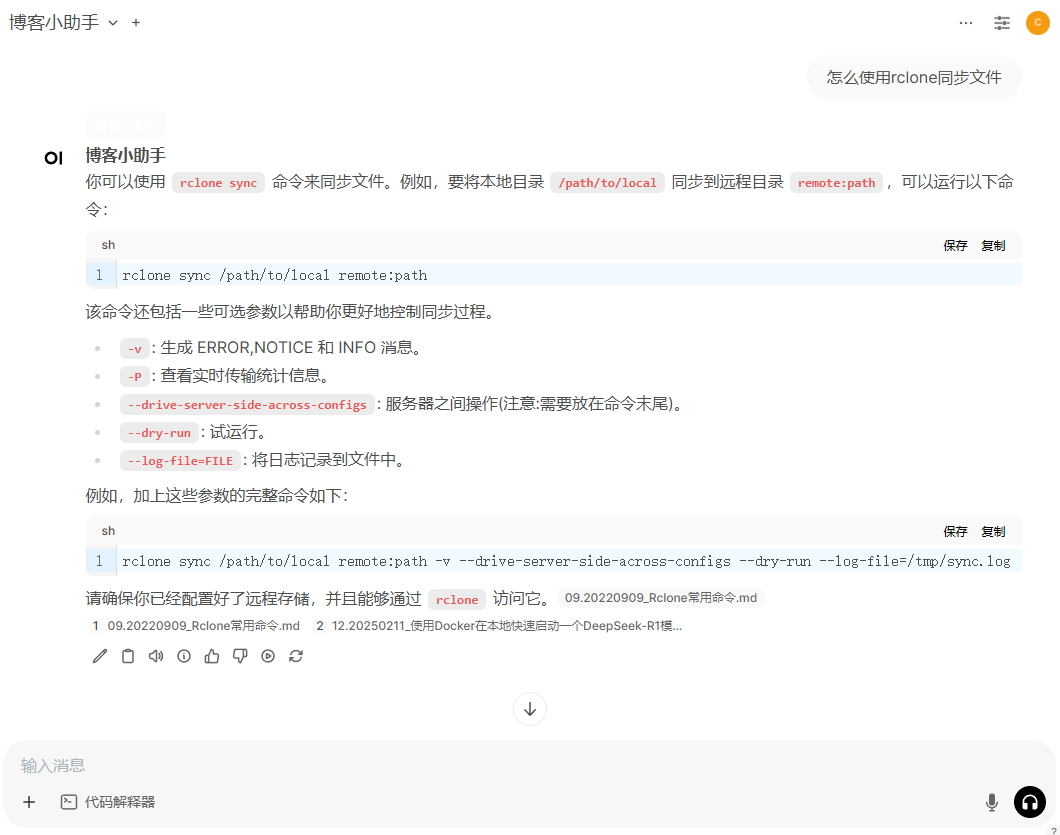 博客小助手
C
怎么使用rclone同步文件
OI
博客小助手
你可以使用 rclone sync 命令来同步文件。例如，要将本地目录 /path/to/local 同步到远程目录 remote:path ，可以运行以下命
令：
sh 保存 复制
1 rclone sync /path/to/local remote:path
该命令还包括一些可选参数以帮助你更好地控制同步过程。
-v : 生成 ERROR,NOTICE 和 INFO 消息。
-P : 查看实时传输统计信息。
--drive-server-side-across-configs : 服务器之间操作(注意:需要放在命令末尾)。
--dry-run : 试运行。
--log-file=FILE : 将日志记录到文件中。
例如，加上这些参数的完整命令如下：
sh 保存 复制
1 rclone sync /path/to/local remote:path -v --drive-server-side-across-configs --dry-run --log-file=/tmp/sync.log
请确保你已经配置好了远程存储，并且能够通过 rclone 访问它。 09.20220909_Rclone常用命令.md
1 09.20220909_Rclone常用命令.md 2 12.20250211_使用Docker在本地快速启动一个DeepSeek-R1模...
输入消息
代码解释器
?